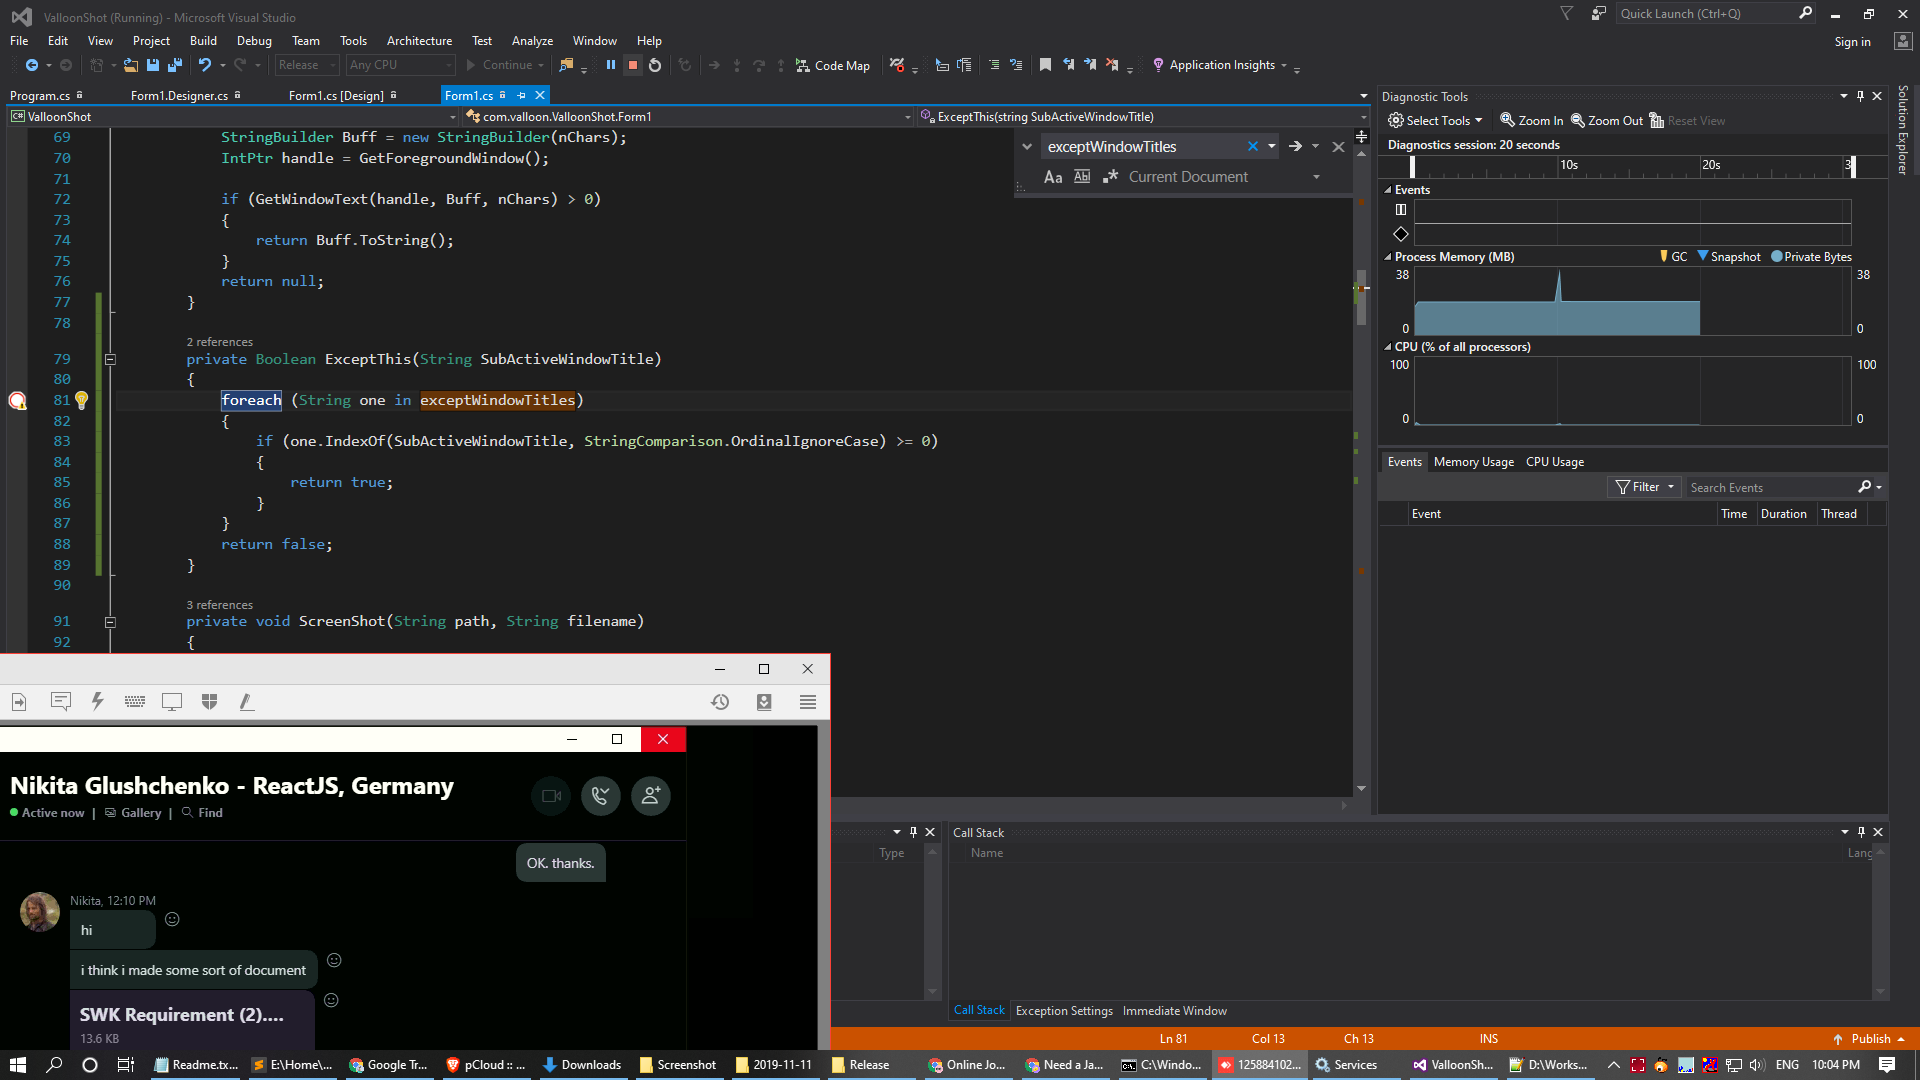 ValloonShot (Running) - Microsoft Visual Studio
Quick Launch (Ctrl+Q)
File Edit View Project Build Debug Team Tools Architecture Test Analyze Window Help
Sign in
Release Any CPU Continue Code Map Application Insights
Program.cs Form1.Designer.cs Form1.cs [Design] Form1.cs
ValloonShot com.valloon.ValloonShot.Form1 ExceptThis(string SubActiveWindowTitle)
exceptWindowTitles
Aa Current Document
69 StringBuilder Buff = new StringBuilder(nChars);
70 IntPtr handle = GetForegroundWindow();
71
72 if (GetWindowText(handle, Buff, nChars) > 0)
73 {
74 return Buff.ToString();
75 }
76 return null;
77 }
78
2 references
79 private Boolean ExceptThis(String SubActiveWindowTitle)
80 {
81 foreach (String one in exceptWindowTitles)
82 {
83 if (one.IndexOf(SubActiveWindowTitle, StringComparison.OrdinalIgnoreCase) >= 0)
84 {
85 return true;
86 }
87 }
88 return false;
89 }
90
3 references
91 private void ScreenShot(String path, String filename)
92 {
Diagnostic Tools
Select Tools Zoom In Zoom Out Reset View
Diagnostics session: 20 seconds
10s 20s 3
Events
Process Memory (MB) GC Snapshot Private Bytes
38 38
0 0
CPU (% of all processors)
100 100
0 0
Events Memory Usage CPU Usage
Filter Search Events
Event Time Duration Thread
Solution Explorer
Nikita Glushchenko - ReactJS, Germany
Active now | Gallery | Find
OK. thanks.
Nikita, 12:10 PM
hi
i think i made some sort of document
SWK Requirement (2)....
13.6 KB
Type
Call Stack
Name Lang
Call Stack Exception Settings Immediate Window
Ln 81 Col 13 Ch 13 INS Publish
Readme.tx... E:\Home\... Google Tr... pCloud :: ... Downloads Screenshot 2019-11-11 Release Online Jo... Need a Ja... C:\Windo... 125884102... Services ValloonSh... D:\Works... ENG 10:04 PM